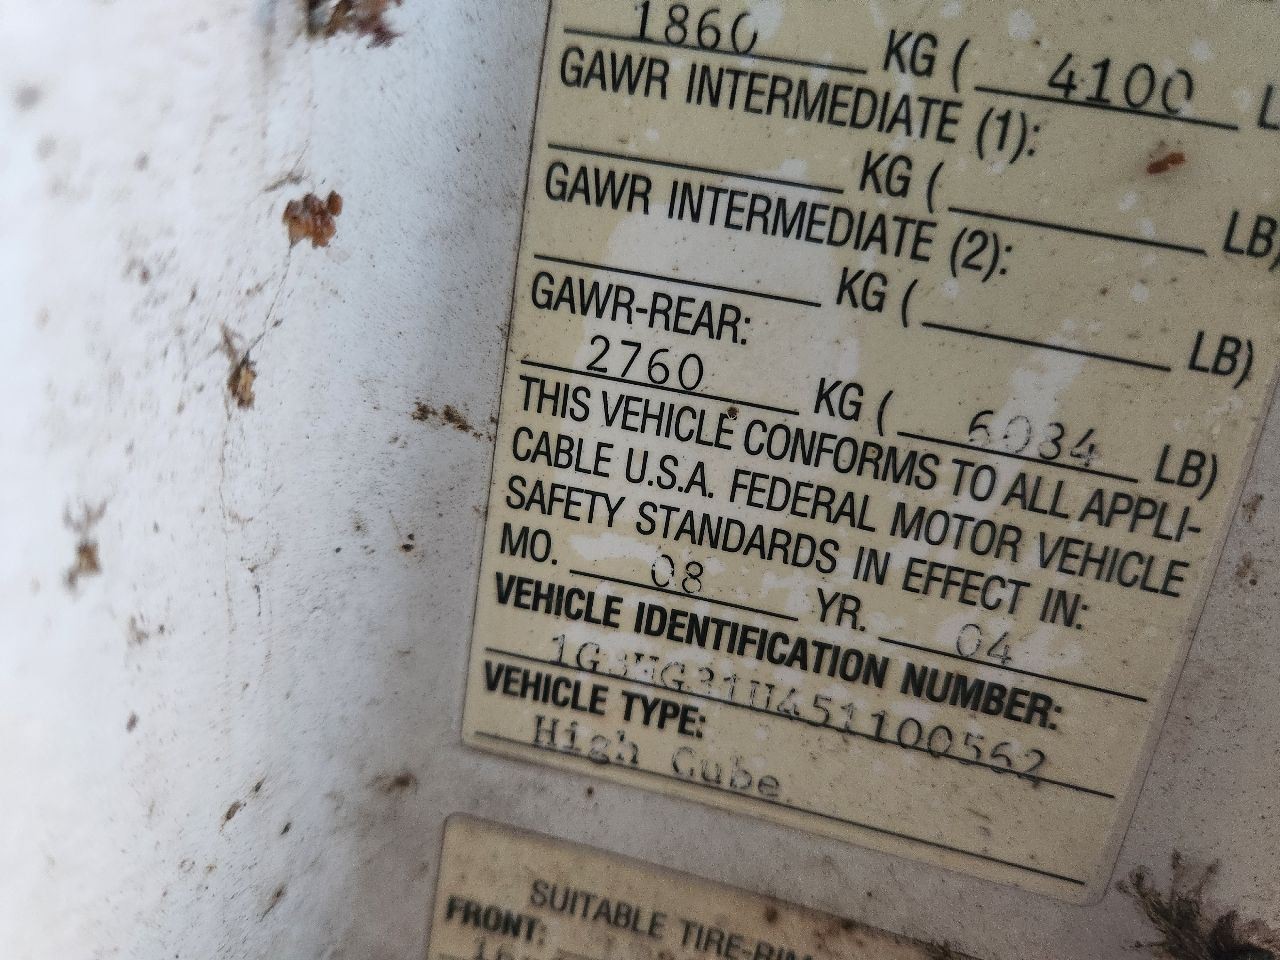 1860 KG ( 4100 L
GAWR INTERMEDIATE (1):
KG ( LB)
GAWR INTERMEDIATE (2):
KG ( LB)
GAWR-REAR:
2760 KG ( 6084 LB)
THIS VEHICLE CONFORMS TO ALL APPLI-
CABLE U.S.A. FEDERAL MOTOR VEHICLE
SAFETY STANDARDS IN EFFECT IN:
MO. 08 YR. 04
VEHICLE IDENTIFICATION NUMBER:
VEHICLE TYPE:
High Cube
SUITABLE TIRE-RIM
FRONT: